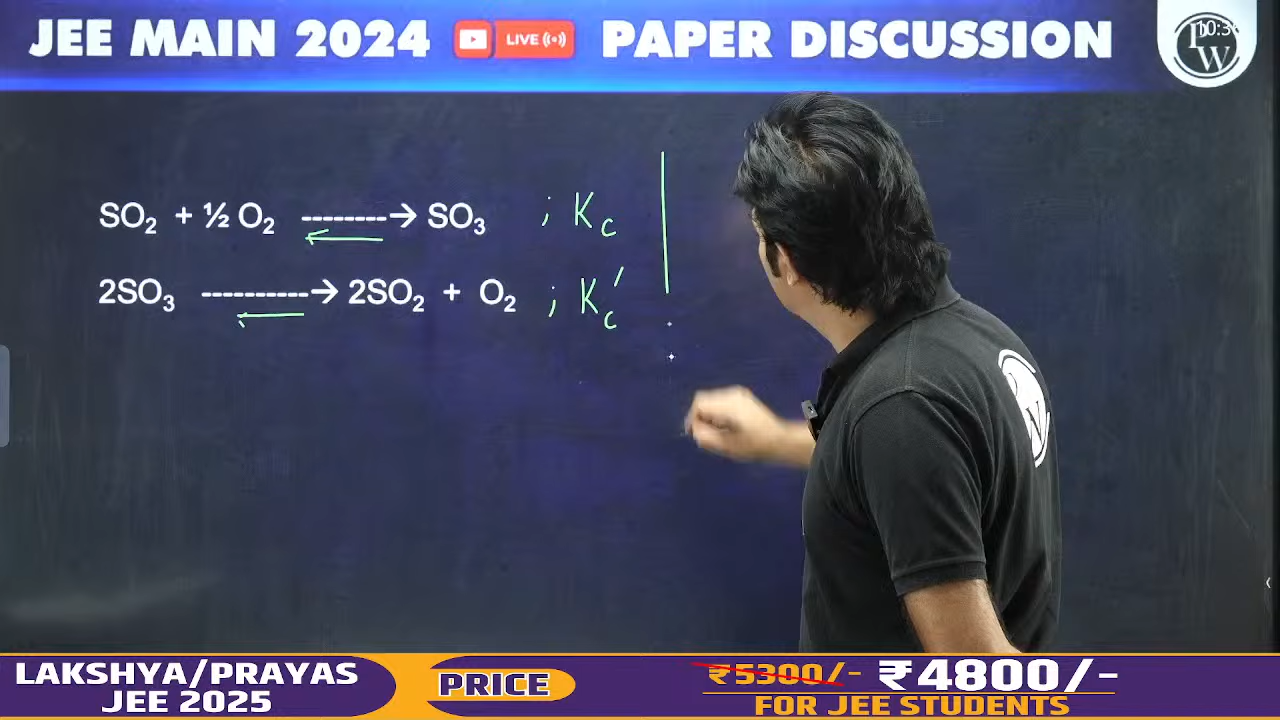 JEE MAIN 2024 LIVE PAPER DISCUSSION
SO₂ + ½ O₂ --------→ SO₃ ; Kc
2SO₃ ----------→ 2SO₂ + O₂ ; Kc′
LAKSHYA/PRAYAS
JEE 2025
PRICE
₹5300/- ₹4800/-
FOR JEE STUDENTS